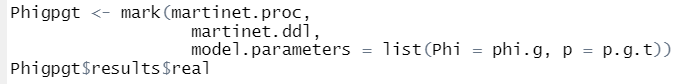 Phigpgt <- mark(martinet.proc,
martinet.ddl,
model.parameters = list(Phi = phi.g, p = p.g.t))
Phigpgt$results$real